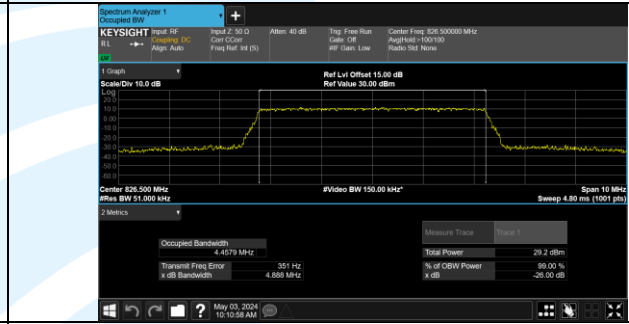 Spectrum Analyzer 1
Occupied BW
+
KEYSIGHT Input: RF Input Z: 50 Ω Atten: 40 dB Trig: Free Run Center Freq: 826.500000 MHz
RL Coupling: DC Corr CCorr Gate: Off Avg|Hold:>100/100
Align: Auto Freq Ref: Int (S) #IF Gain: Low Radio Std: None
1 Graph
Ref Lvl Offset 15.00 dB
Scale/Div 10.0 dB Ref Value 30.00 dBm
Log
20.0
10.0
0.00
-10.0
-20.0
-30.0
-40.0
-50.0
-60.0
Center 826.500 MHz #Video BW 150.00 kHz* Span 10 MHz
#Res BW 51.000 kHz Sweep 4.80 ms (1001 pts)
2 Metrics
Measure Trace Trace 1
Occupied Bandwidth
4.4579 MHz
Total Power 29.2 dBm
Transmit Freq Error 351 Hz % of OBW Power 99.00 %
x dB Bandwidth 4.888 MHz x dB -26.00 dB
? May 03, 2024
10:10:58 AM